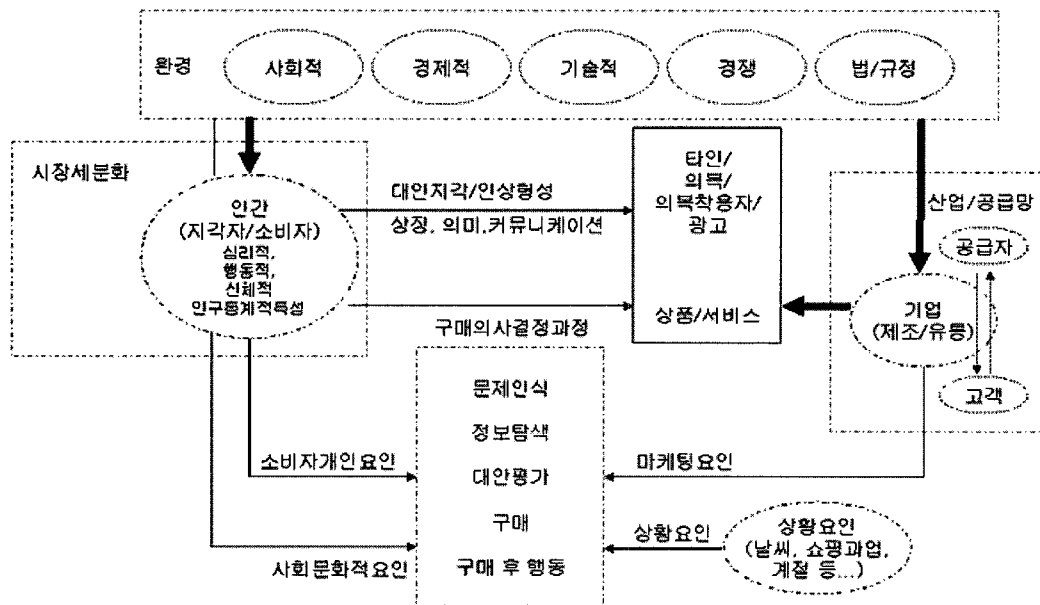 환경
사회적
경제적
기술적
경쟁
법/규정
시장세분화
인간
(지각자/소비자)
심리적,
행동적,
신체적
인구통계적특성
대인지각/인상형성
상징, 의미,커뮤니케이션
구매의사결정과정
타인/
의복/
의복착용자/
광고
상품/서비스
산업/공급망
공급자
기업
(제조/유통)
고객
문제인식
정보탐색
대안평가
구매
구매 후 행동
소비자개인요인
사회문화적요인
마케팅요인
상황요인
상황요인
(날씨, 쇼핑과업,
계절 등...)